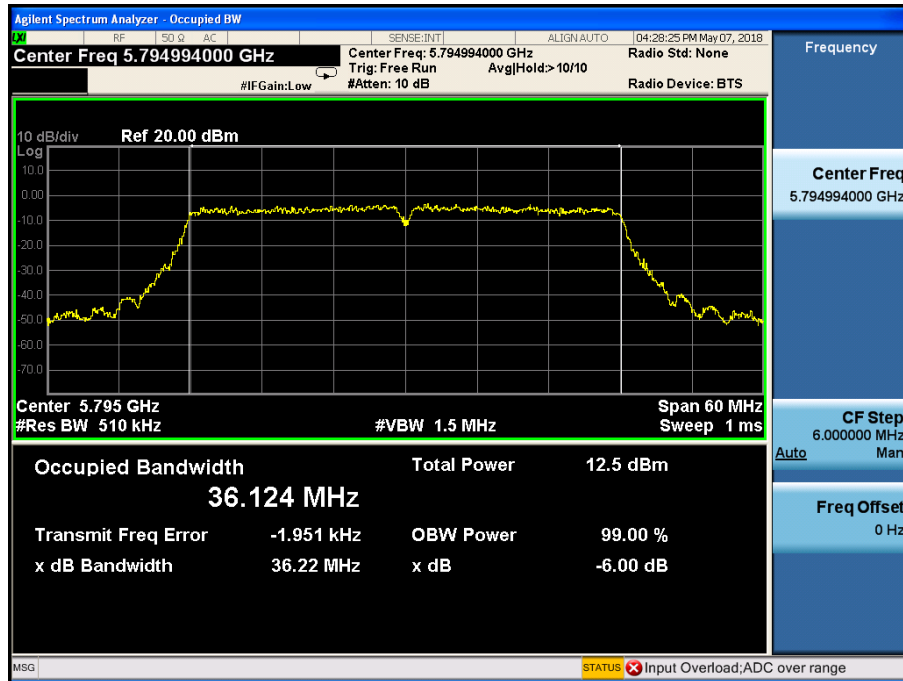 Agilent Spectrum Analyzer - Occupied BW
LXI RF 50 Ω AC SENSE:INT ALIGN AUTO 04:28:25 PM May 07, 2018
Center Freq 5.794994000 GHz
Center Freq: 5.794994000 GHz
Radio Std: None
Trig: Free Run Avg|Hold:>10/10
#IFGain:Low
#Atten: 10 dB
Radio Device: BTS
10 dB/div Ref 20.00 dBm
Log
10.0
0.00
-10.0
-20.0
-30.0
-40.0
-50.0
-60.0
-70.0
Center 5.795 GHz Span 60 MHz
#Res BW 510 kHz #VBW 1.5 MHz Sweep 1 ms
Occupied Bandwidth Total Power 12.5 dBm
36.124 MHz
Transmit Freq Error -1.951 kHz OBW Power 99.00 %
x dB Bandwidth 36.22 MHz x dB -6.00 dB
MSG STATUS Input Overload;ADC over range
Frequency
Center Freq
5.794994000 GHz
CF Step
6.000000 MHz
Auto Man
Freq Offset
0 Hz